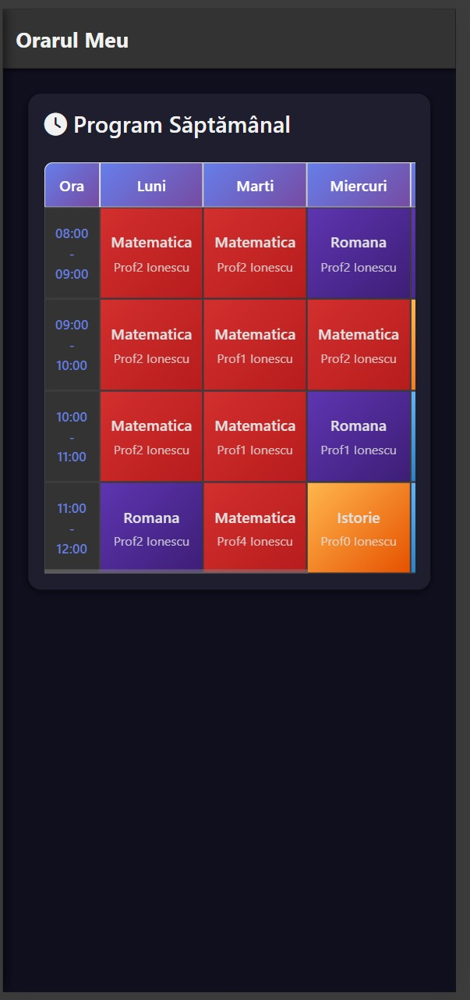 Orarul Meu
Program Săptămânal
Ora Luni Marti Miercuri
08:00 - 09:00 Matematica Prof2 Ionescu Matematica Prof2 Ionescu Romana Prof2 Ionescu
09:00 - 10:00 Matematica Prof2 Ionescu Matematica Prof1 Ionescu Matematica Prof2 Ionescu
10:00 - 11:00 Matematica Prof2 Ionescu Matematica Prof1 Ionescu Romana Prof1 Ionescu
11:00 - 12:00 Romana Prof2 Ionescu Matematica Prof4 Ionescu Istorie Prof0 Ionescu